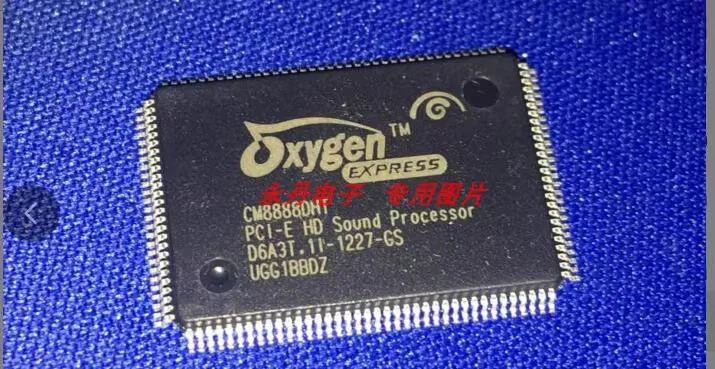 Oxygen™
EXPRESS
永丹电子 专用图片
CM8888DHT
PCI-E HD Sound Processor
D6A3T.11-1227-GS
UGG1BBDZ